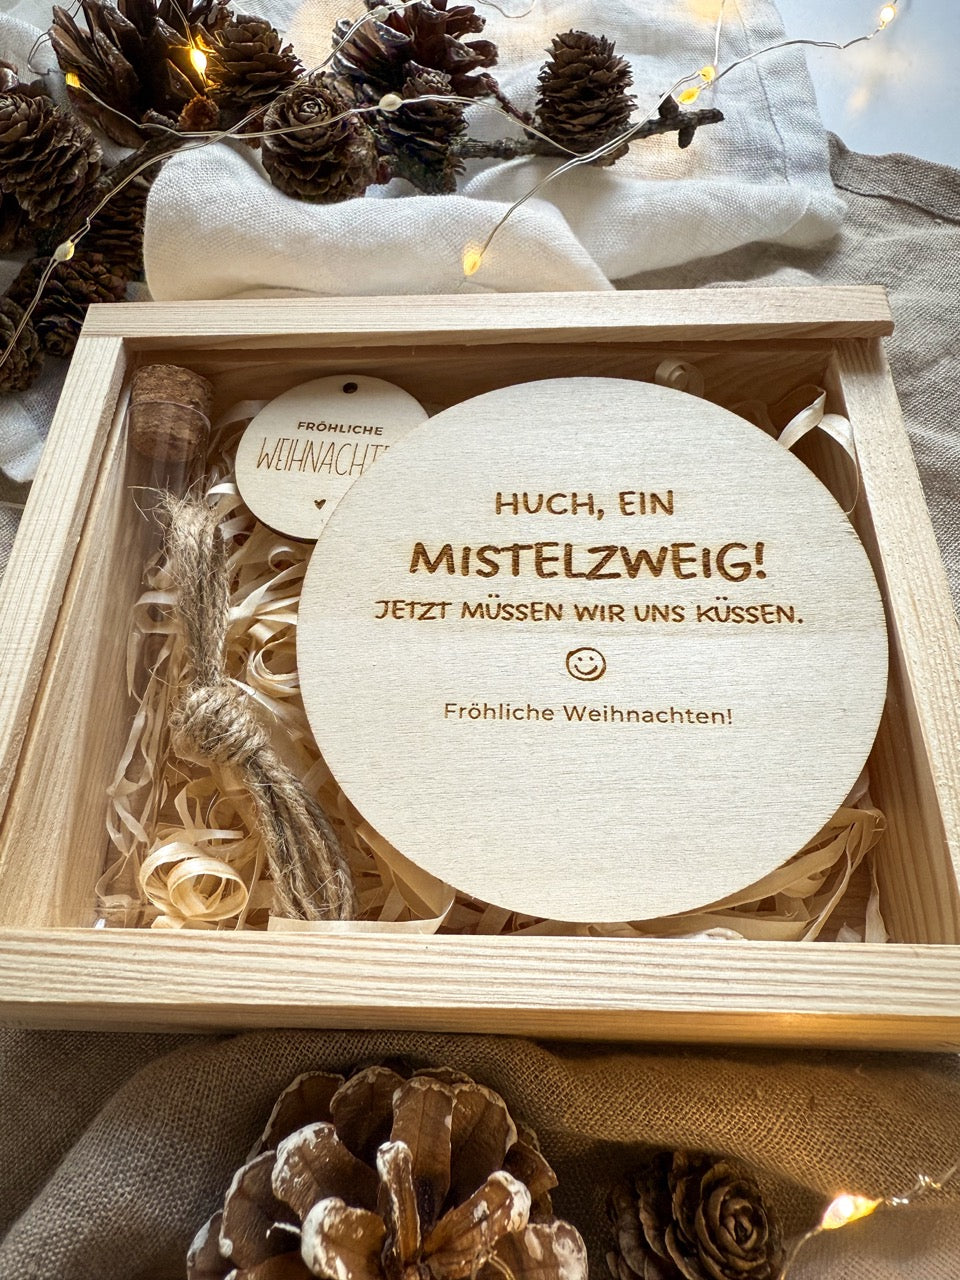 FRÖHLICHE
HUCH, EIN
MISTELZWEIG!
JETZT MÜSSEN WIR UNS KÜSSEN.
Fröhliche Weihnachten!